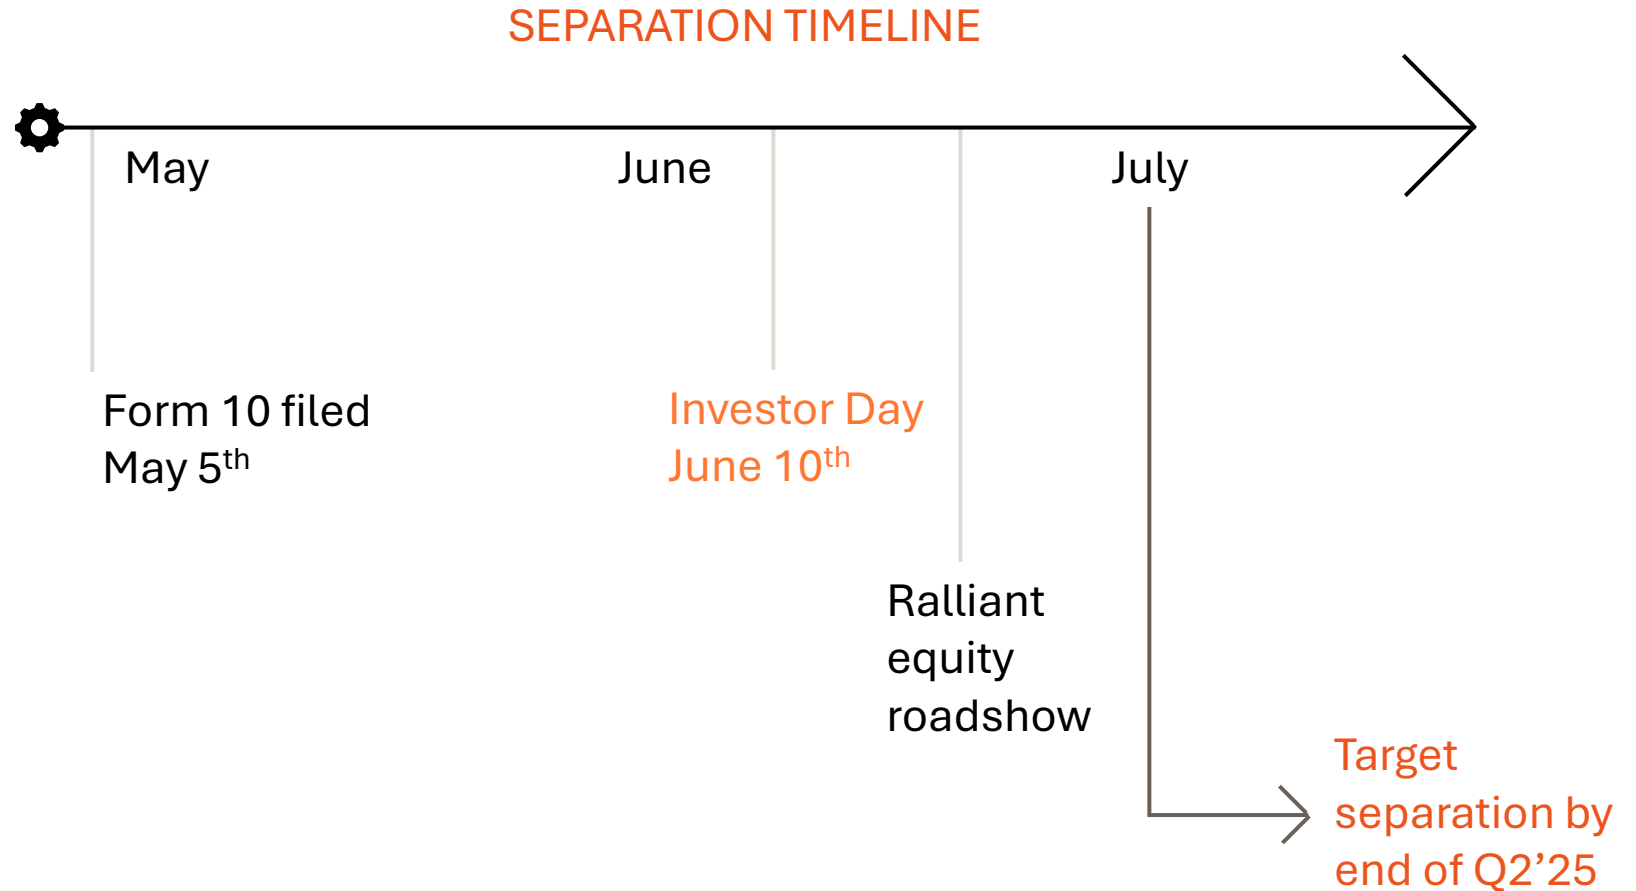 SEPARATION TIMELINE
May
June
July
Form 10 filed
May 5th
Investor Day
June 10th
Ralliant
equity
roadshow
Target
separation by
end of Q2’25